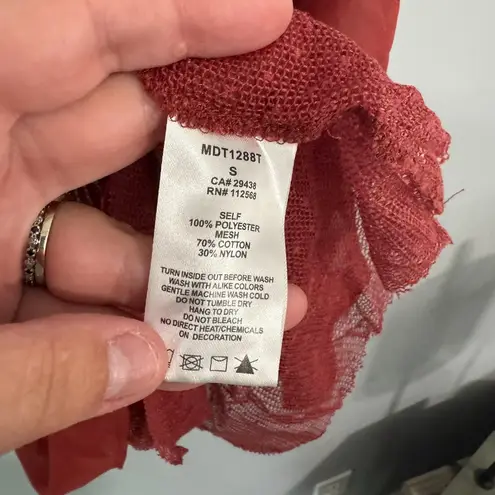 MDT1288T
S
CA# 29438
RN# 112568
SELF
100% POLYESTER
MESH
70% COTTON
30% NYLON
TURN INSIDE OUT BEFORE WASH
WASH WITH ALIKE COLORS
GENTLE MACHINE WASH COLD
DO NOT TUMBLE DRY
HANG TO DRY
DO NOT BLEACH
NO DIRECT HEAT/CHEMICALS
ON DECORATION